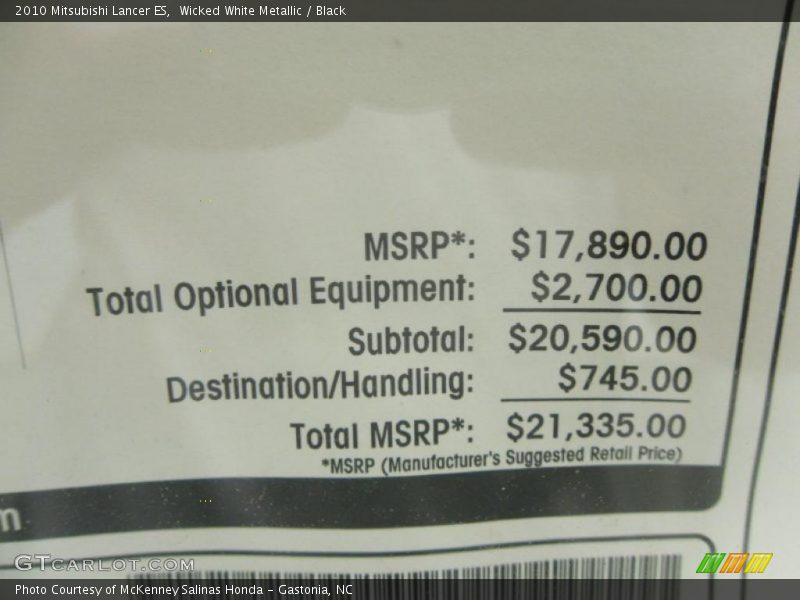 2010 Mitsubishi Lancer ES,  Wicked White Metallic / Black
MSRP*: $17,890.00
Total Optional Equipment: $2,700.00
Subtotal: $20,590.00
Destination/Handling: $745.00
Total MSRP*: $21,335.00
*MSRP (Manufacturer's Suggested Retail Price)
m
GTCARLOT.COM
Photo Courtesy of McKenney Salinas Honda - Gastonia, NC